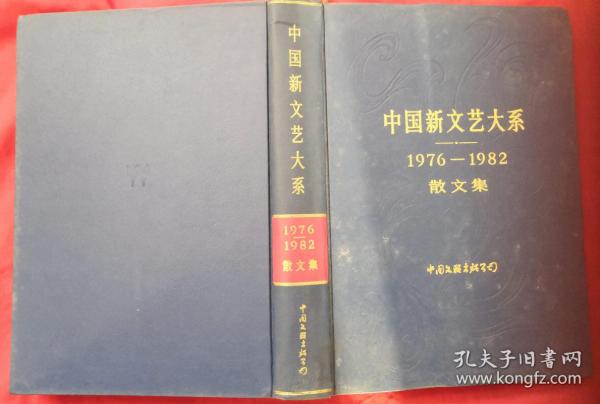 中国新文艺大系
1976
1982
散文集
中国文联出版公司
中国新文艺大系
1976—1982
散文集
中国文联出版公司
孔夫子旧书网
www.kongfz.com